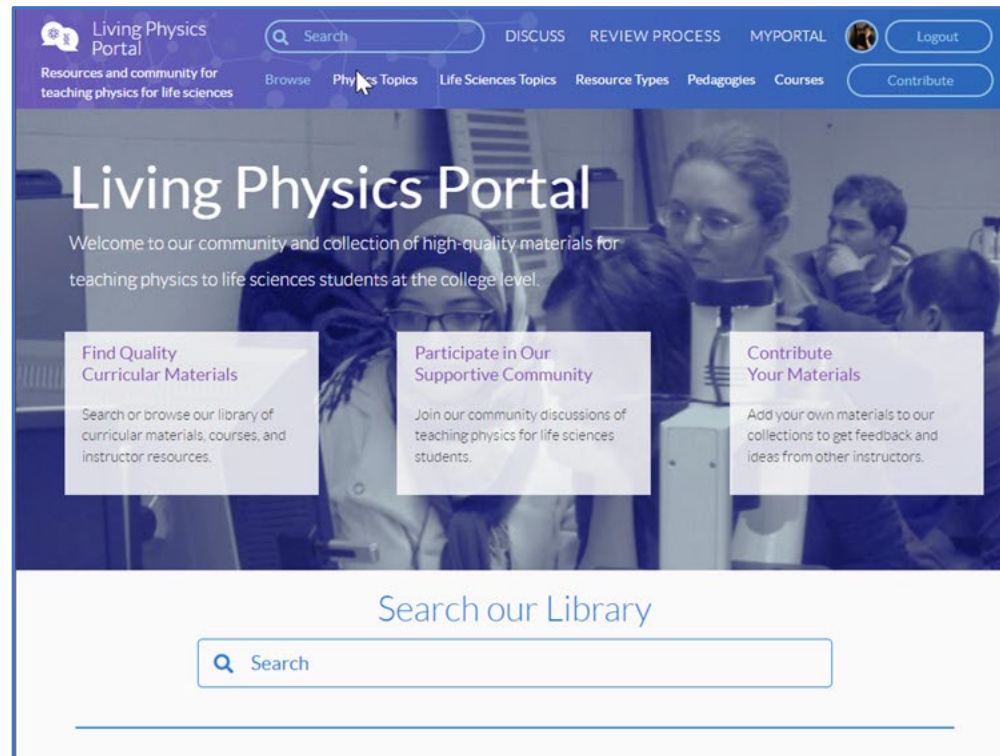 Living Physics
Portal
Search
DISCUSS
REVIEW PROCESS
MYPORTAL
Logout
Resources and community for
teaching physics for life sciences
Browse
Physics Topics
Life Sciences Topics
Resource Types
Pedagogies
Courses
Contribute
Living Physics Portal
Welcome to our community and collection of high-quality materials for
teaching physics to life sciences students at the college level.
Find Quality
Curricular Materials
Search or browse our library of
curricular materials, courses, and
instructor resources.
Participate in Our
Supportive Community
Join our community discussions of
teaching physics for life sciences
students.
Contribute
Your Materials
Add your own materials to our
collections to get feedback and
ideas from other instructors.
Search our Library
Search